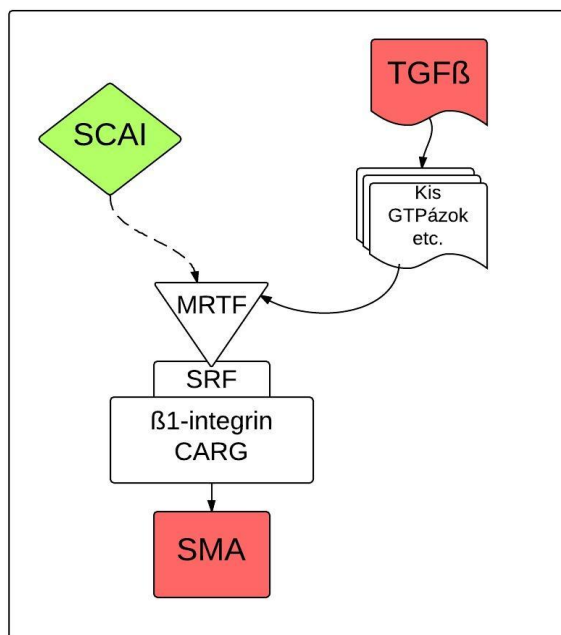 TGFß
SCAI
Kis
GTPázok
etc.
MRTF
SRF
ß1-integrin
CARG
SMA